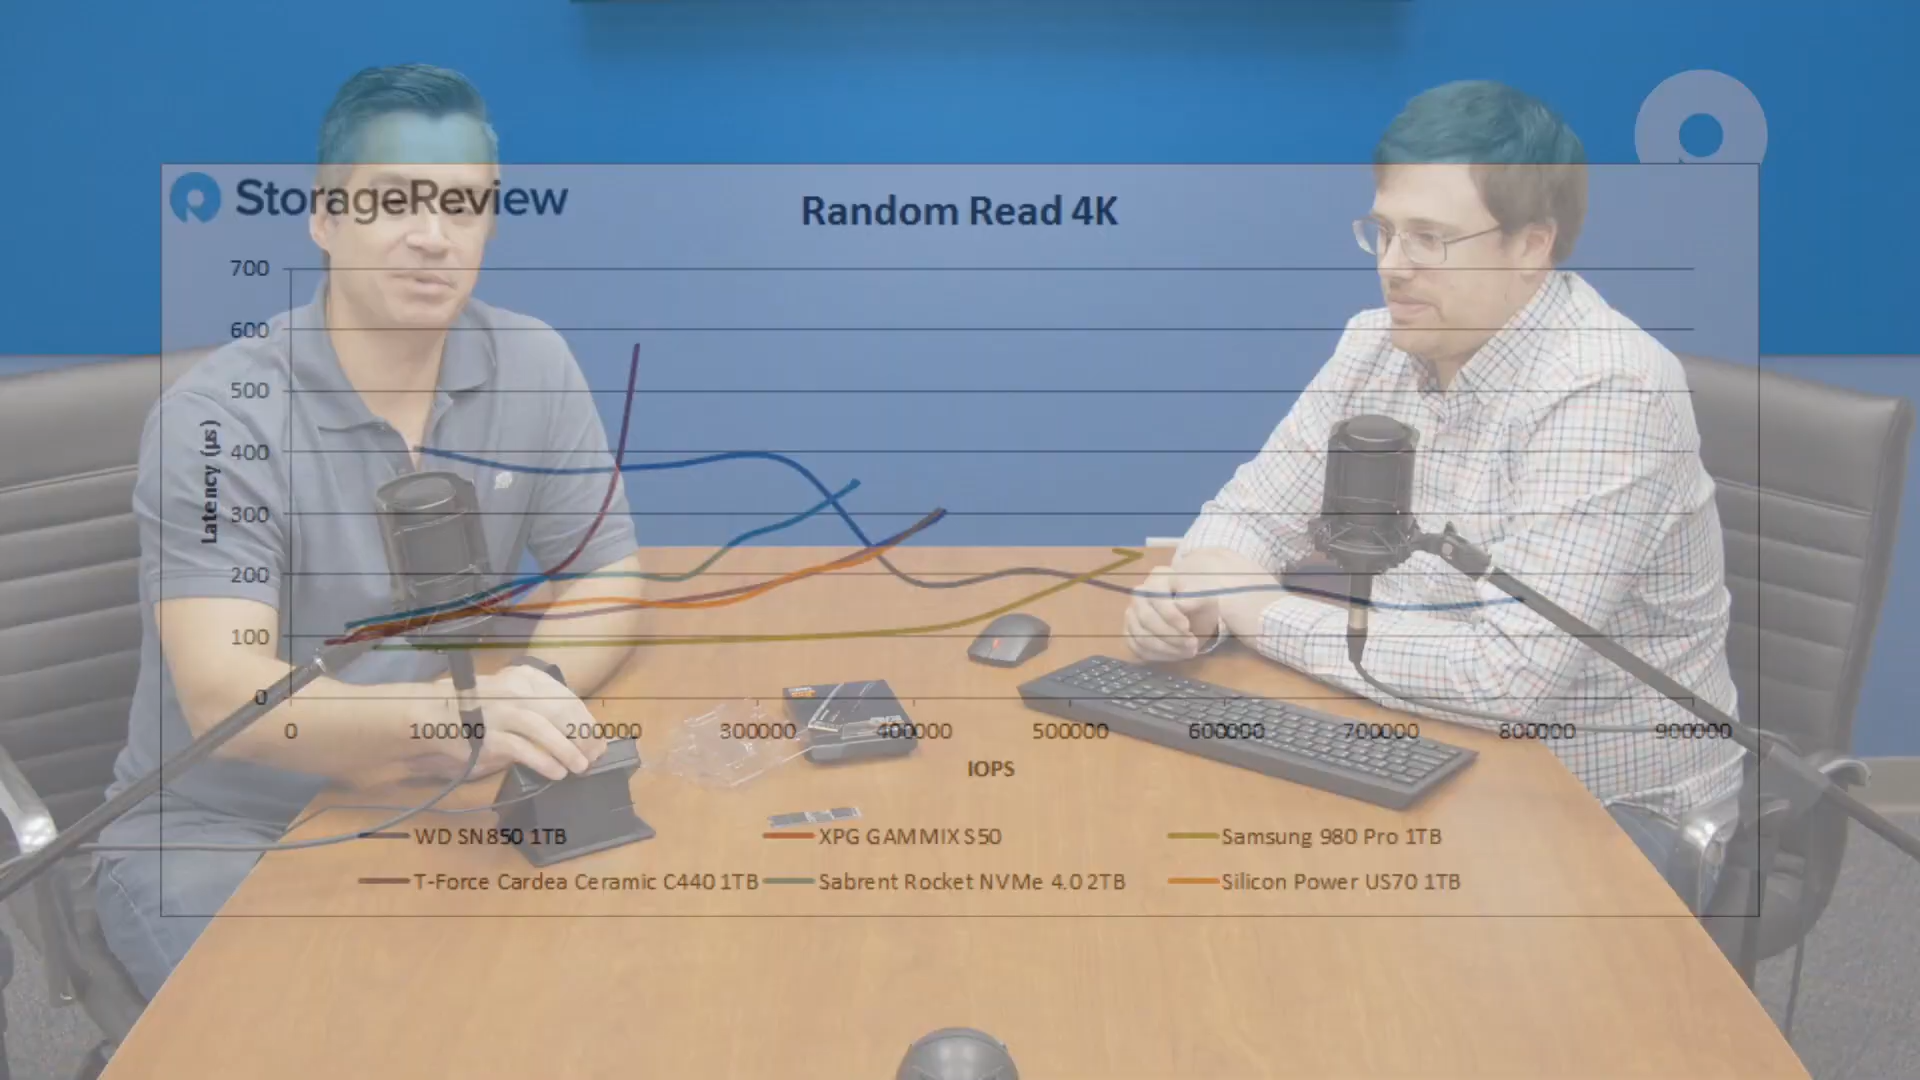 StorageReview
Random Read 4K
700
600
500
400
300
200
100
0
Latency (µs)
0 100000 200000 300000 400000 500000 600000 700000 800000 900000
IOPS
WD SN850 1TB XPG GAMMIX S50 Samsung 980 Pro 1TB
T-Force Cardea Ceramic C440 1TB Sabrent Rocket NVMe 4.0 2TB Silicon Power US70 1TB